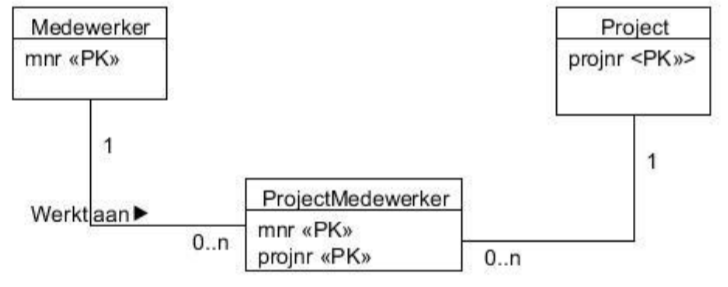 Medewerker
mnr «PK»
Project
projnr <PK»>
1
1
Werkt aan ▶
0..n
ProjectMedewerker
mnr «PK»
projnr «PK»
0..n